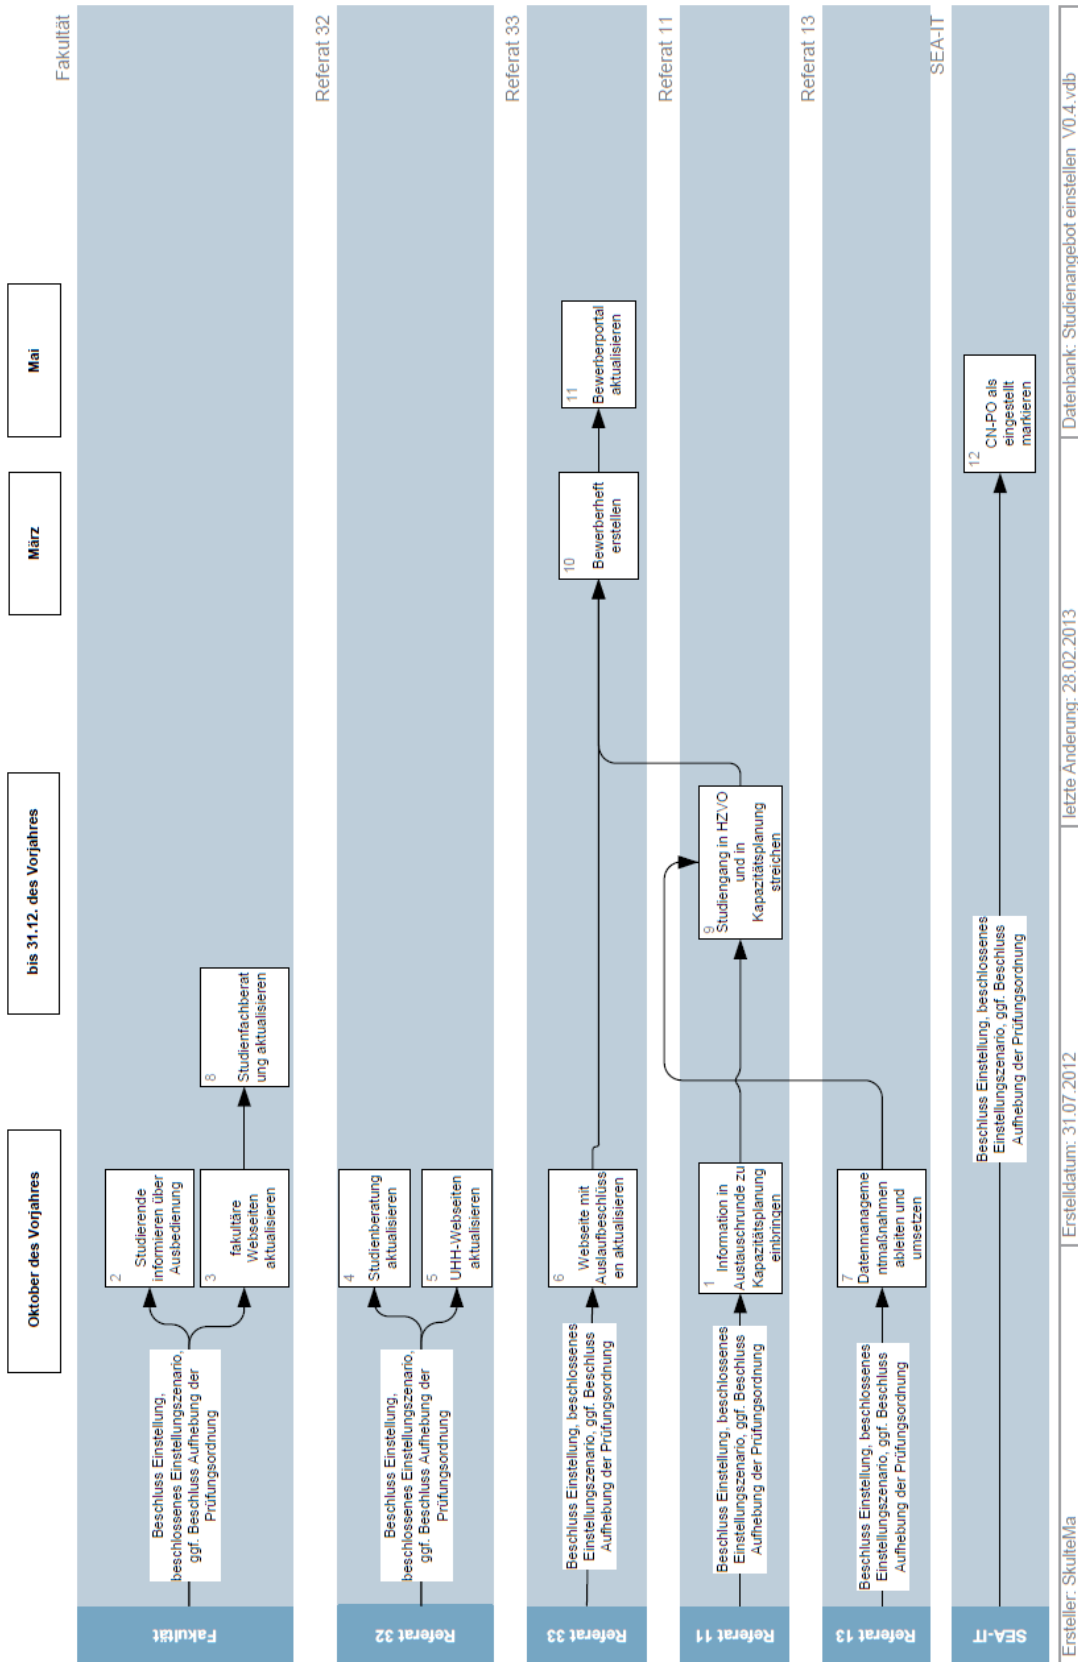 Oktober des Vorjahres
bis 31.12. des Vorjahres
März
Mai
Fakultät
Fakultät
Beschluss Einstellung,
beschlossenes Einstellungszenario,
ggf. Beschluss Aufhebung der
Prüfungsordnung
2
Studierende
informieren über
Ausbedienung
3
fakultäre
Webseiten
aktualisieren
8
Studienfachberat
ung aktualisieren
Referat 32
Referat 32
Beschluss Einstellung,
beschlossenes Einstellungszenario,
ggf. Beschluss Aufhebung der
Prüfungsordnung
4
Studienberatung
aktualisieren
5
UHH-Webseiten
aktualisieren
Referat 33
Referat 33
Beschluss Einstellung, beschlossenes
Einstellungszenario, ggf. Beschluss
Aufhebung der Prüfungsordnung
6
Webseite mit
Auslaufbeschlüss
en aktualisieren
10
Bewerberheft
erstellen
11
Bewerberportal
aktualisieren
Referat 11
Referat 11
Beschluss Einstellung, beschlossenes
Einstellungszenario, ggf. Beschluss
Aufhebung der Prüfungsordnung
1
Information in
Austauschrunde zu
Kapazitätsplanung
einbringen
9
Studiengang in HZVO
und in
Kapazitätsplanung
streichen
Referat 13
Referat 13
Beschluss Einstellung, beschlossenes
Einstellungszenario, ggf. Beschluss
Aufhebung der Prüfungsordnung
7
Datenmanageme
ntmaßnahmen
ableiten und
umsetzen
SEA-IT
SEA-IT
Beschluss Einstellung, beschlossenes
Einstellungszenario, ggf. Beschluss
Aufhebung der Prüfungsordnung
12
CN-PO als
eingestellt
markieren
Ersteller: SkulteMa
Erstelldatum: 31.07.2012
letzte Änderung: 28.02.2013
Datenbank: Studienangebot einstellen_V0.4.vdb